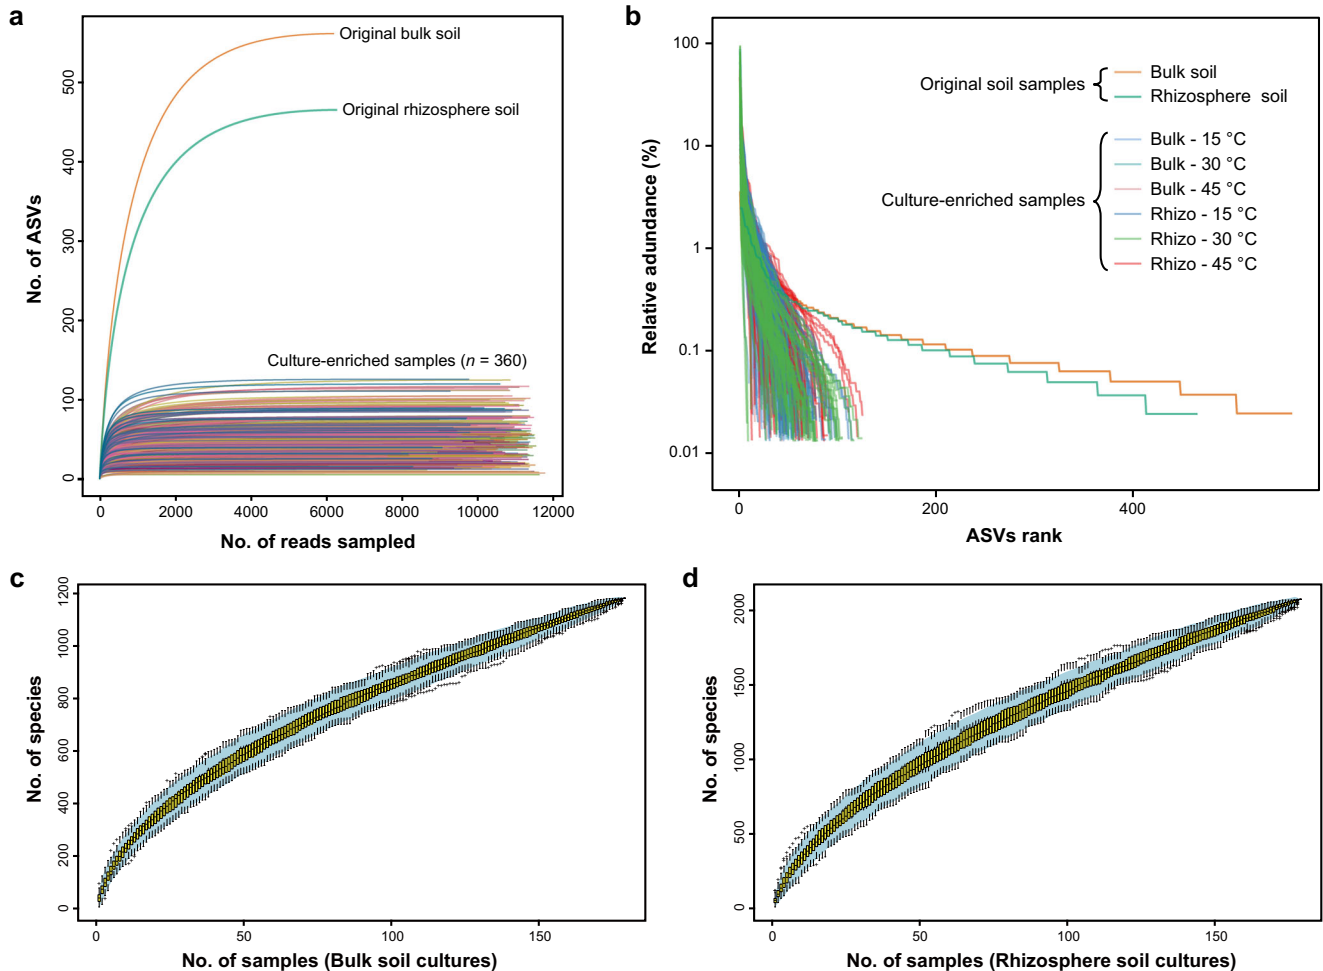 a
No. of ASVs
500
400
300
200
100
0
Original bulk soil
Original rhizosphere soil
Culture-enriched samples (n = 360)
0 2000 4000 6000 8000 10000 12000
No. of reads sampled
b
Relative adundance (%)
100
10
1
0.1
0.01
Original soil samples
Bulk soil
Rhizosphere soil
Culture-enriched samples
Bulk - 15 °C
Bulk - 30 °C
Bulk - 45 °C
Rhizo - 15 °C
Rhizo - 30 °C
Rhizo - 45 °C
0 200 400
ASVs rank
c
No. of species
1200
1000
800
600
400
200
0
0 50 100 150
No. of samples (Bulk soil cultures)
d
No. of species
2000
1500
1000
500
0
0 50 100 150
No. of samples (Rhizosphere soil cultures)